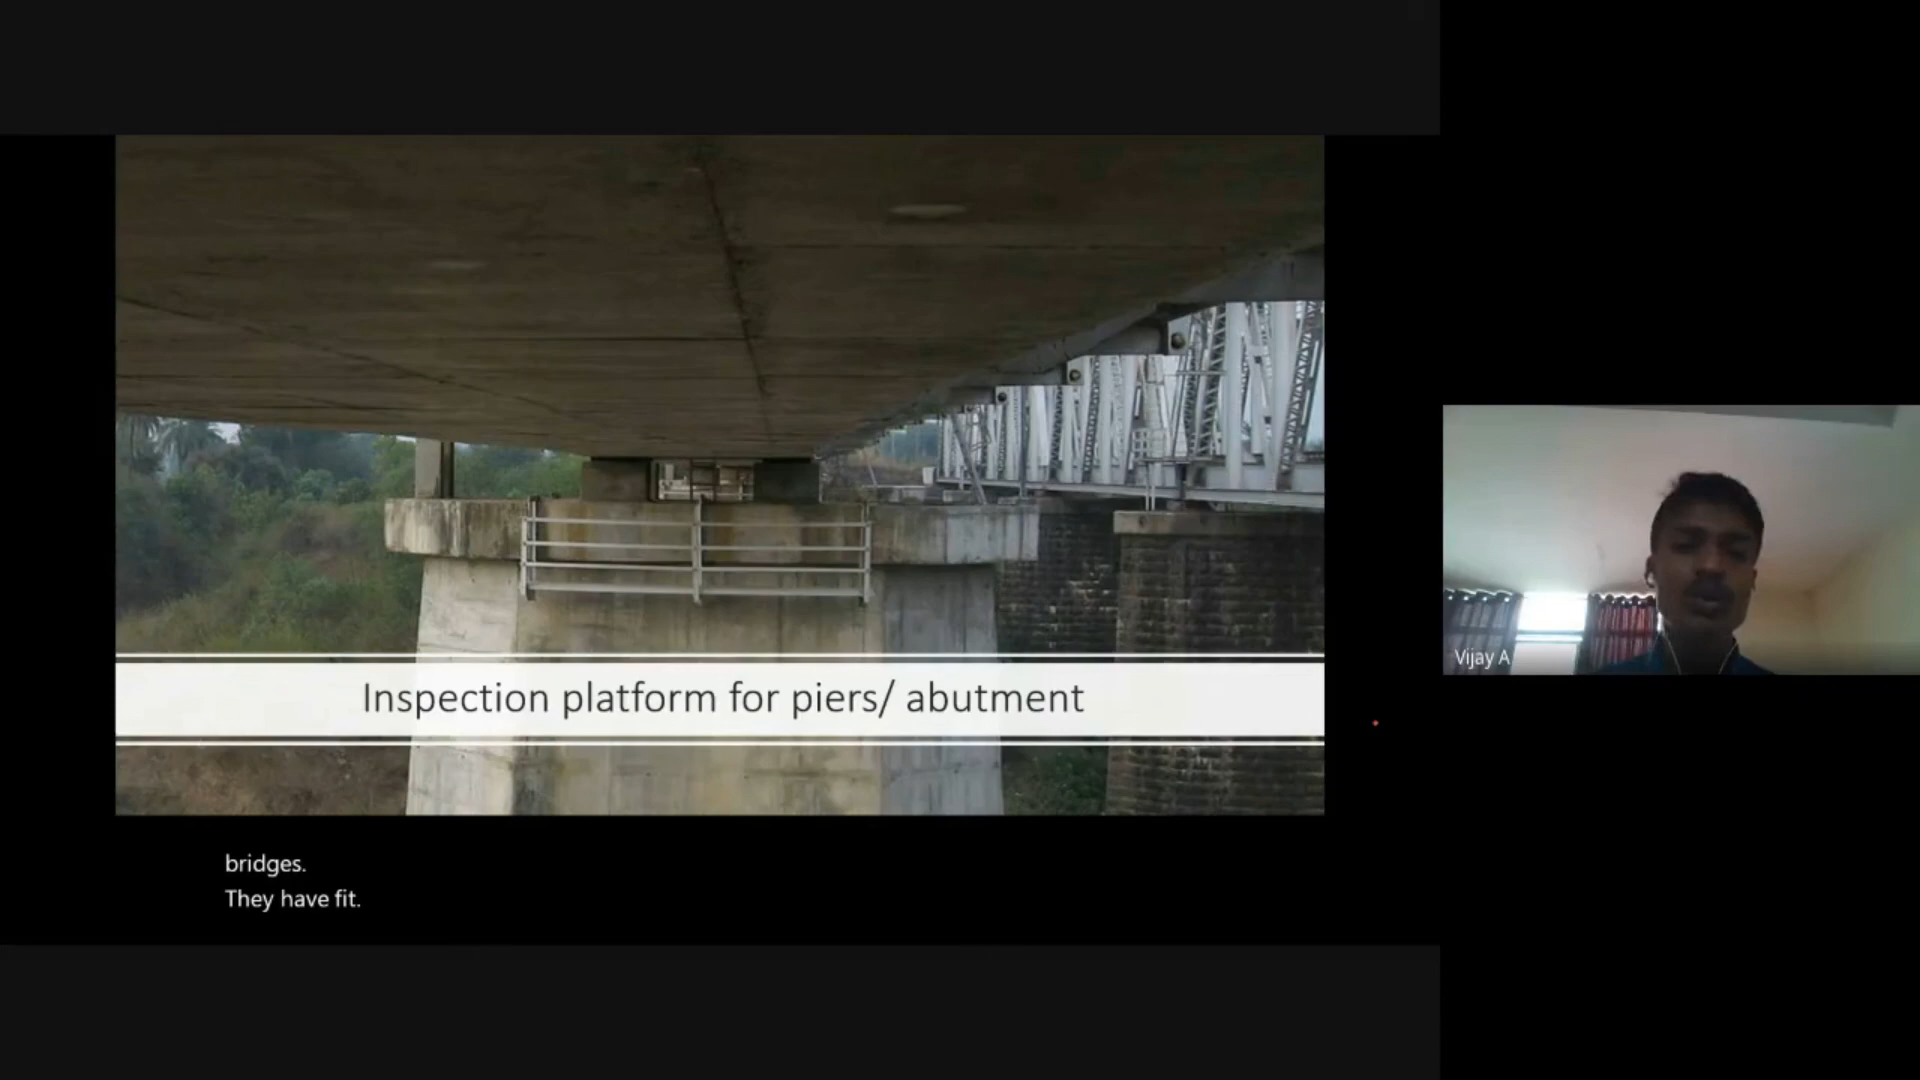 Inspection platform for piers/ abutment
Vijay A
bridges.
They have fit.